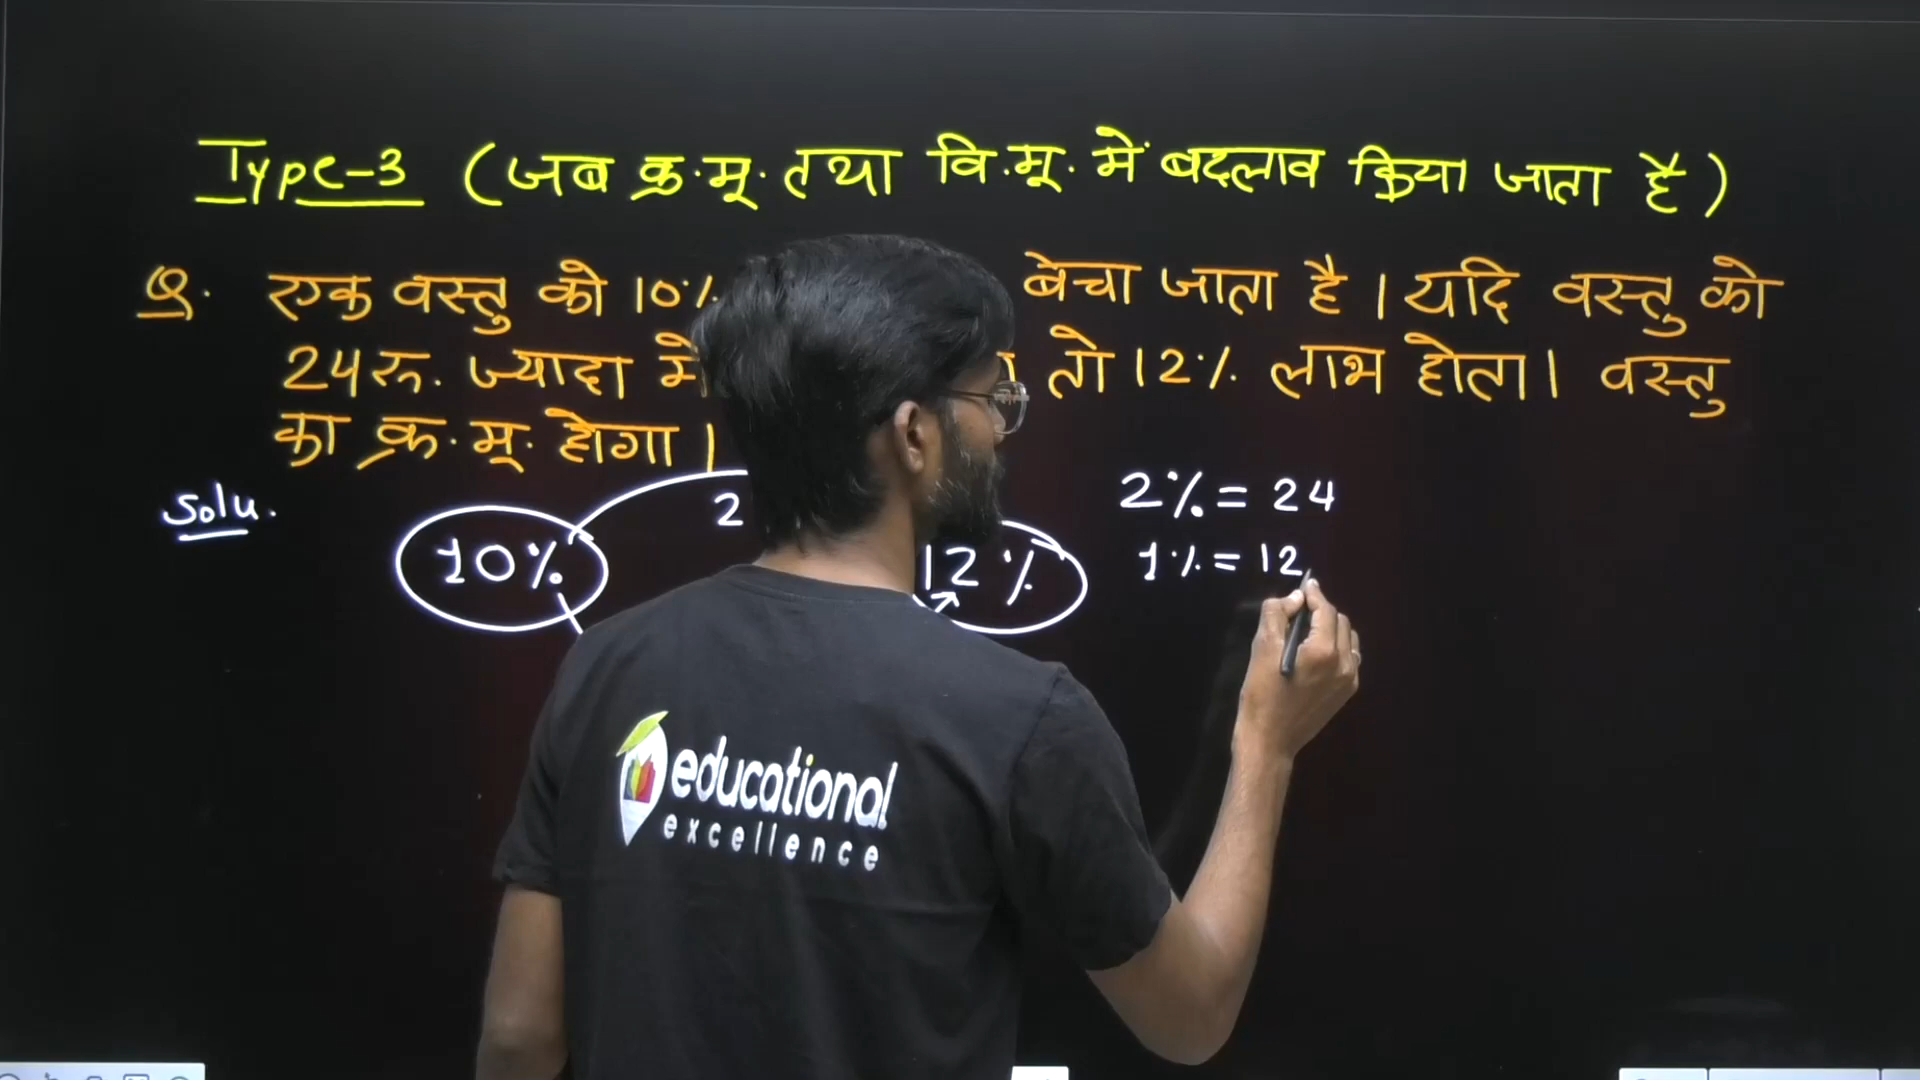 Type-3 (जब क्र.मू. तथा वि.मू. में बदलाव किया जाता है)
Q. एक वस्तु को 10% बेचा जाता है। यदि वस्तु को
24रु. ज्यादा में तो 12% लाभ होता। वस्तु
का क्र.मू. होगा।
Solu.
10%
2
12%
2% = 24
1% = 12
educational
excellence